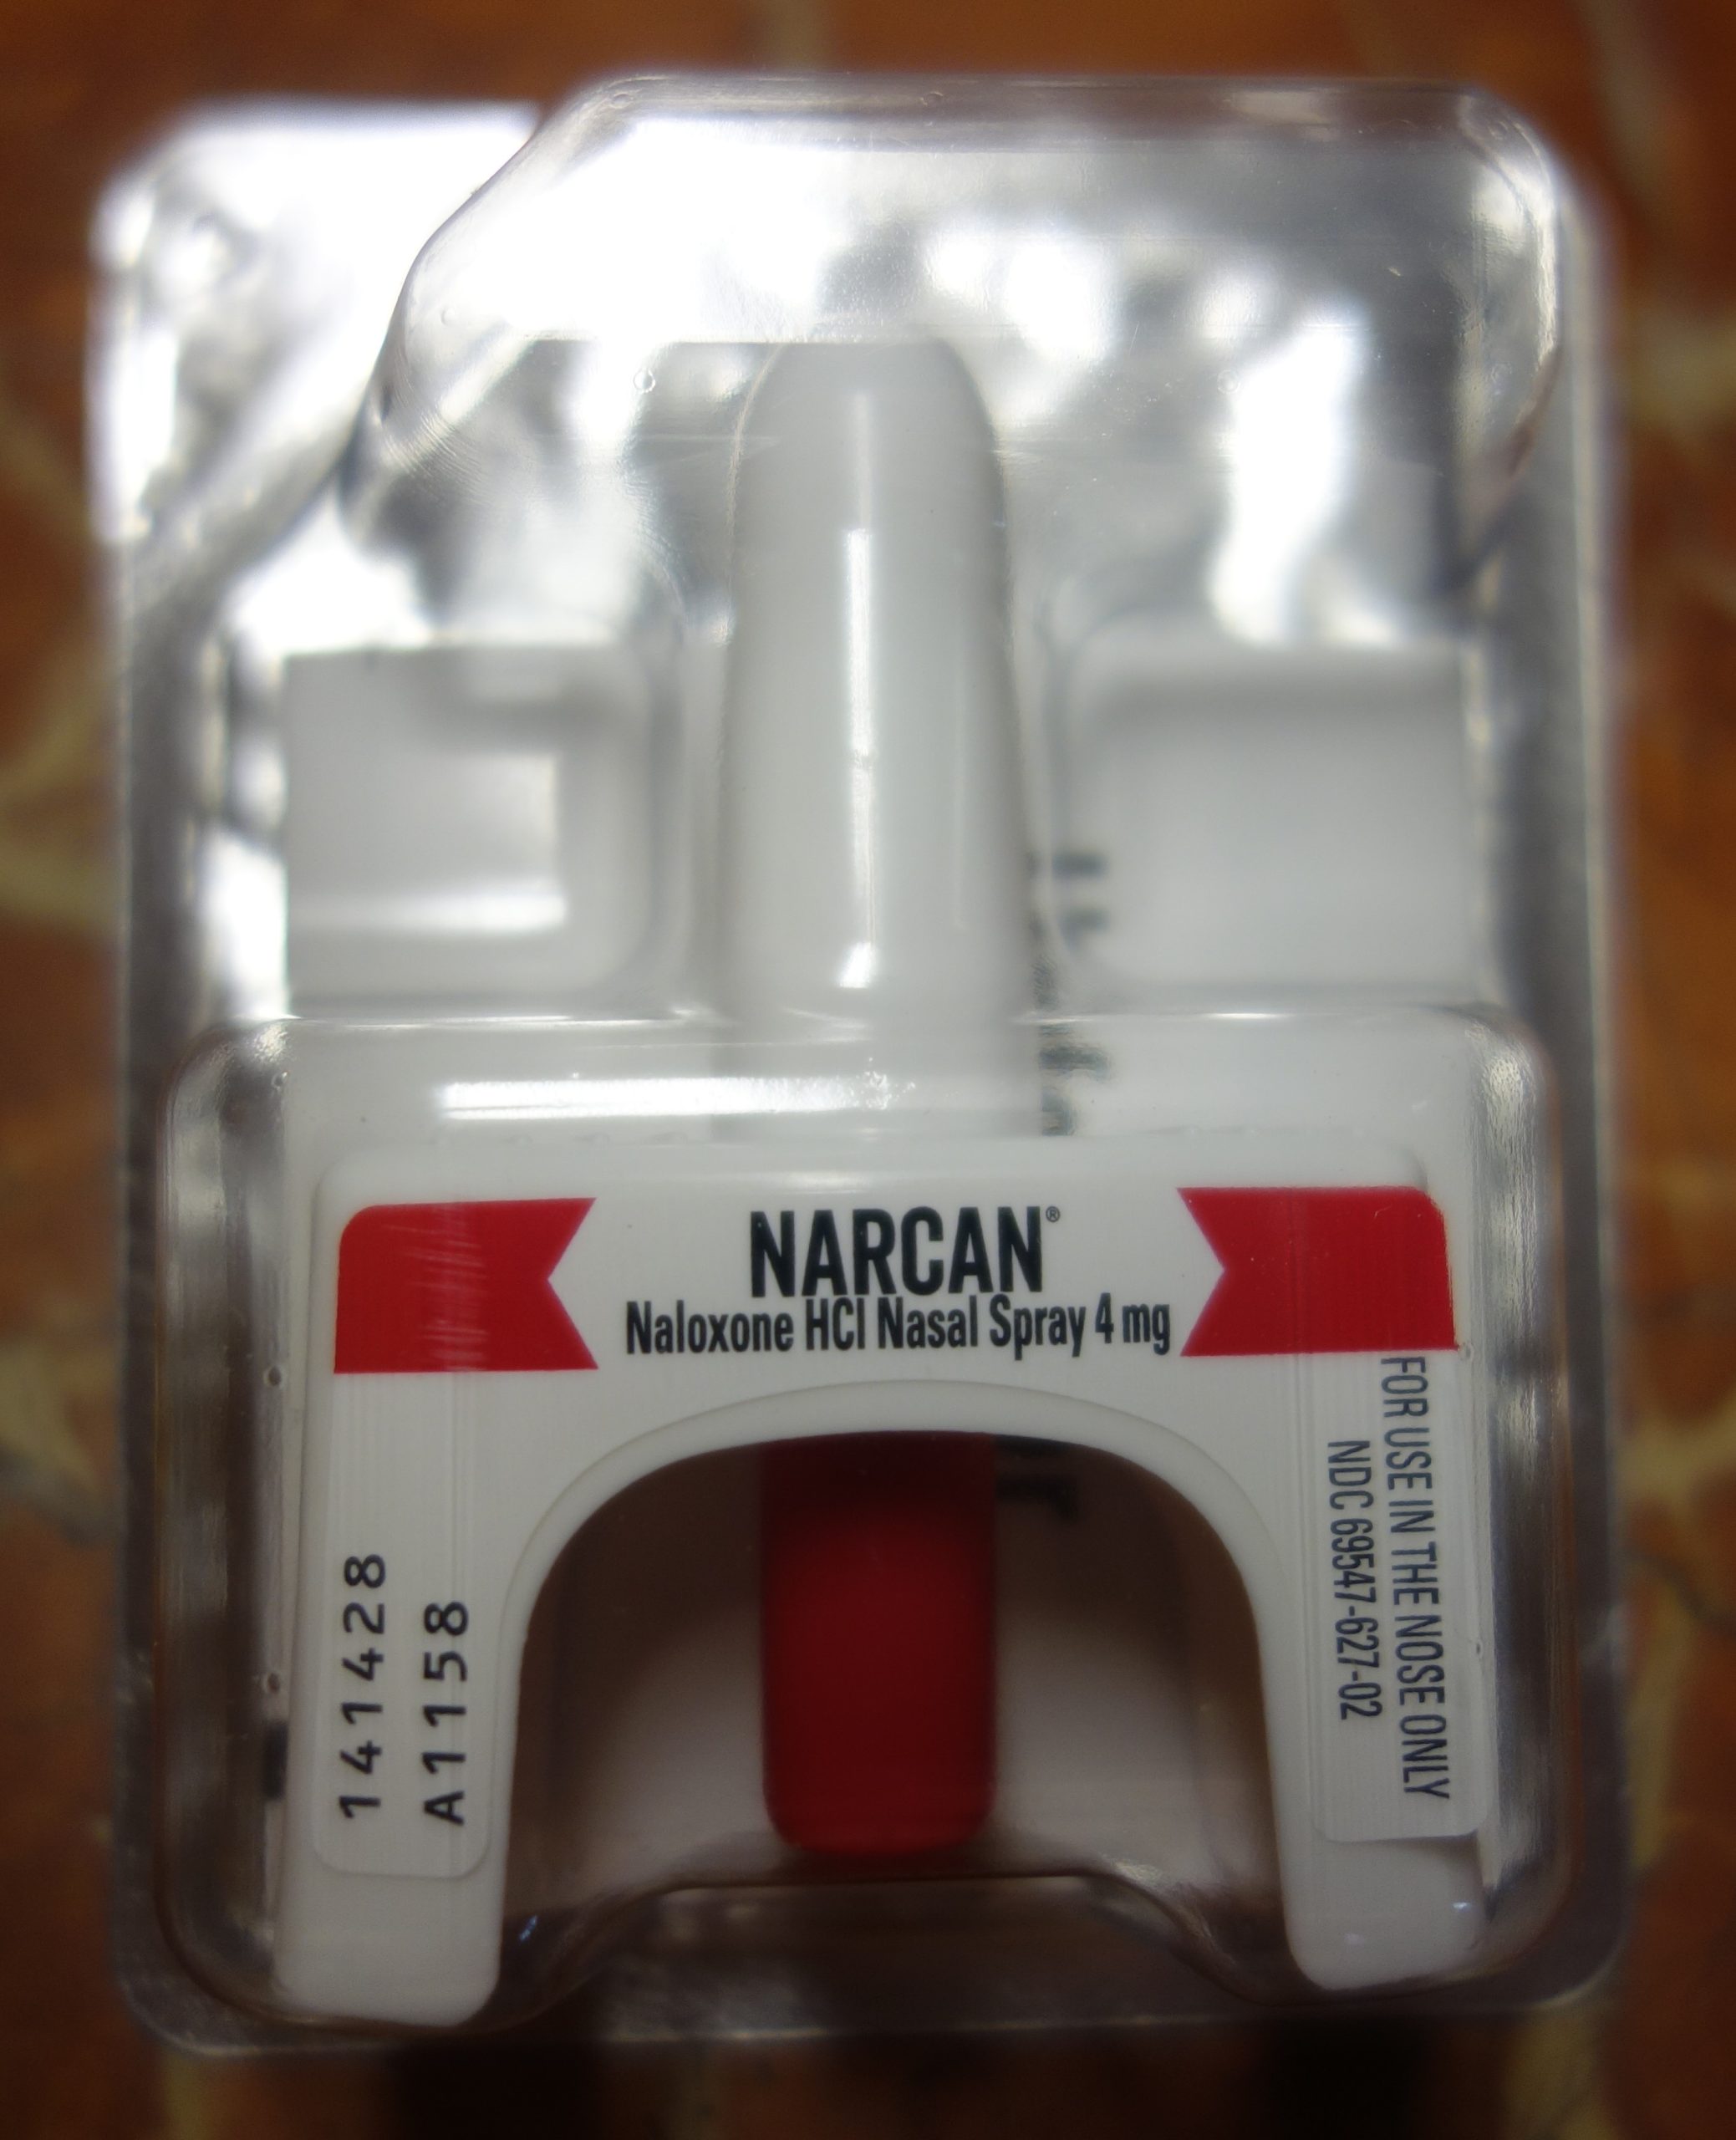 NARCAN®
Naloxone HCl Nasal Spray 4 mg
141428
A1158
FOR USE IN THE NOSE ONLY
NDC 69547-627-02